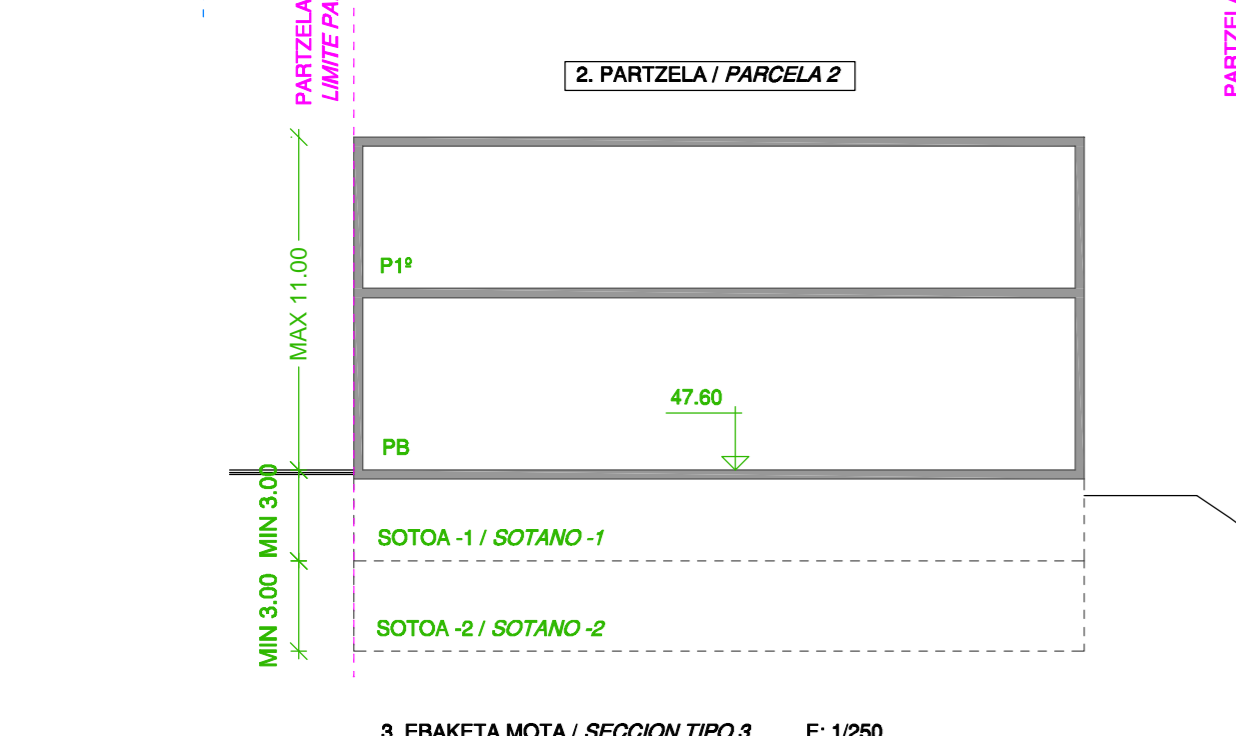 PARTZELA
LIMITE PA
PARTZEL
2. PARTZELA / PARCELA 2
MAX 11.00
P1º
47.60
PB
MIN 3.00
SOTOA -1 / SOTANO -1
MIN 3.00
SOTOA -2 / SOTANO -2
3. EBAKETA MOTA / SECCION TIPO 3 E: 1/250